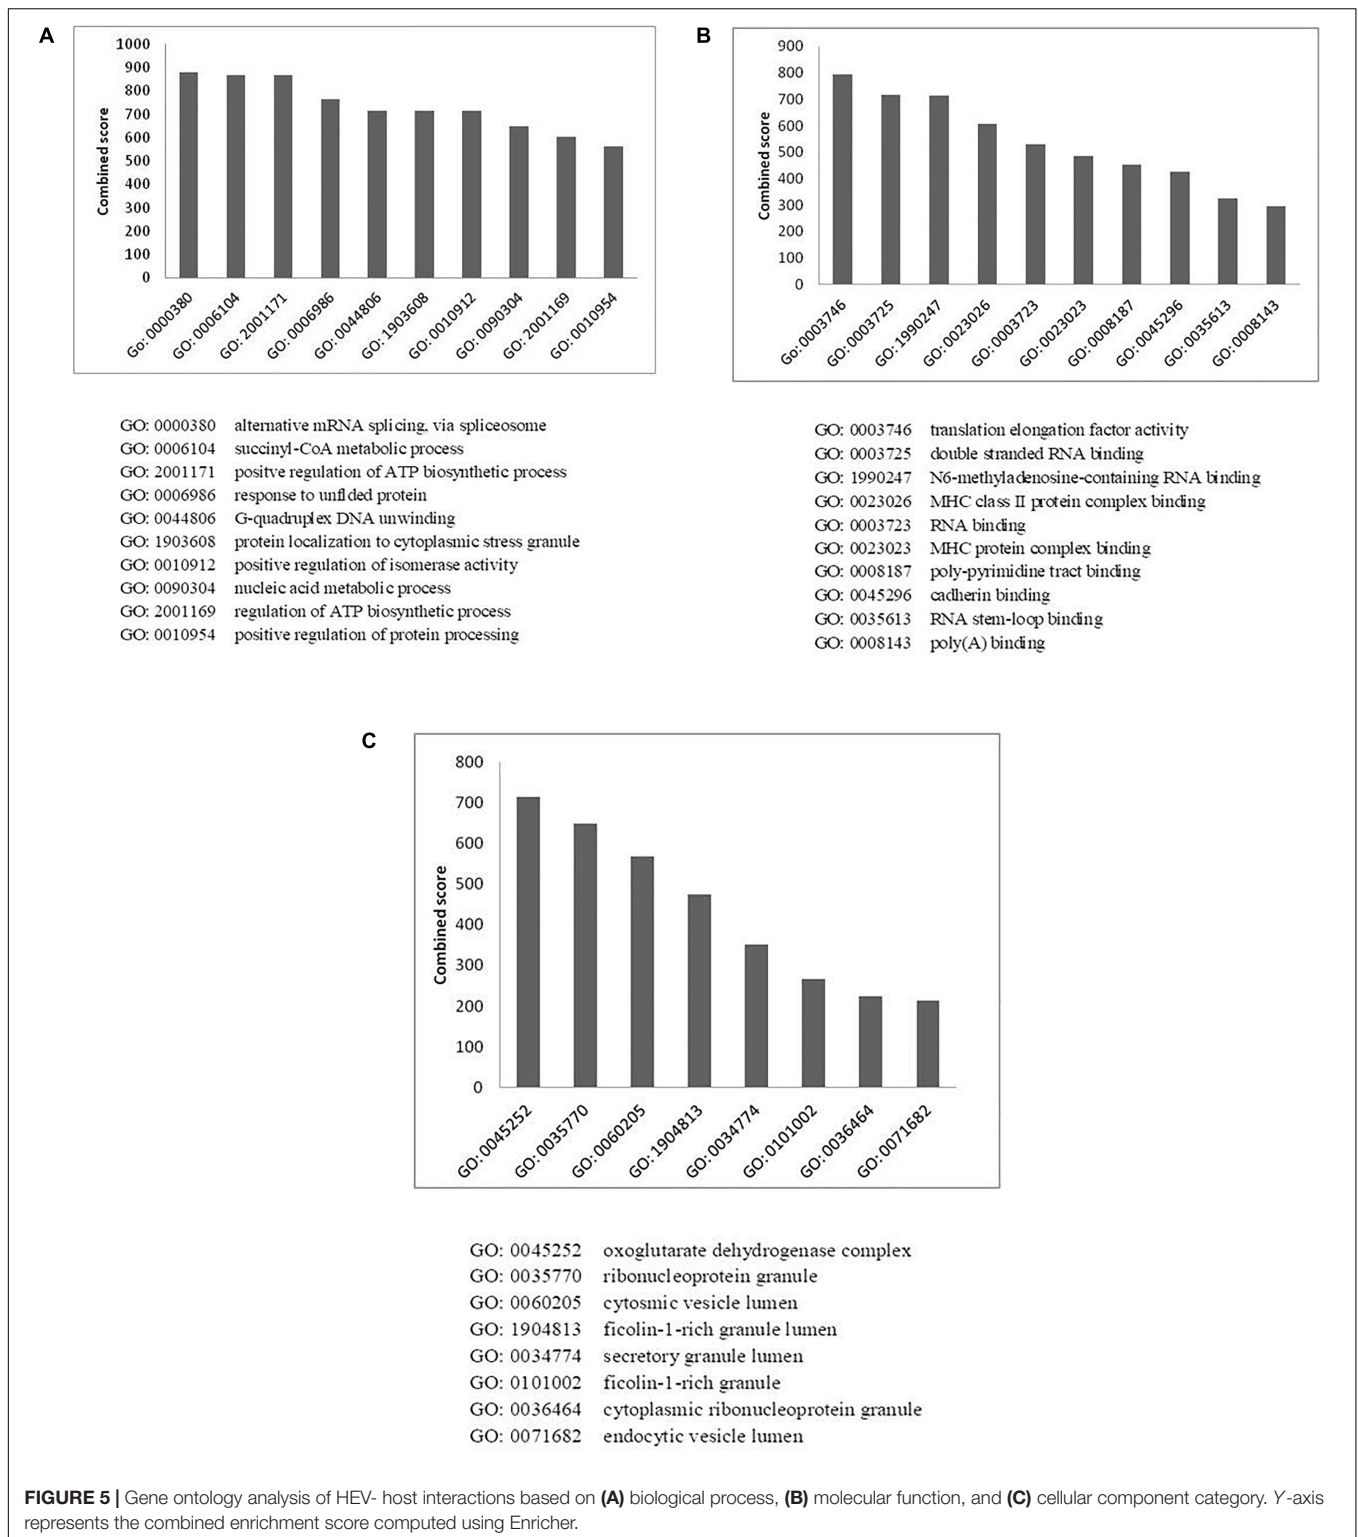 A
1000
900
800
700
600
500
400
300
200
100
0
Combined score
Go: 0000380
GO: 0006104
GO: 2001171
GO: 0006986
GO: 0044806
GO: 1903608
GO: 0010912
GO: 0090304
GO: 2001169
GO: 0010954
GO: 0000380 alternative mRNA splicing, via spliceosome
GO: 0006104 succinyl-CoA metabolic process
GO: 2001171 positve regulation of ATP biosynthetic process
GO: 0006986 response to unflded protein
GO: 0044806 G-quadruplex DNA unwinding
GO: 1903608 protein localization to cytoplasmic stress granule
GO: 0010912 positive regulation of isomerase activity
GO: 0090304 nucleic acid metabolic process
GO: 2001169 regulation of ATP biosynthetic process
GO: 0010954 positive regulation of protein processing
B
900
800
700
600
500
400
300
200
100
0
Combined score
Go: 0003746
GO: 0003725
GO: 1990247
GO: 0023026
GO: 0003723
GO: 0023023
GO: 0008187
GO: 0045296
GO: 0035613
GO: 0008143
GO: 0003746 translation elongation factor activity
GO: 0003725 double stranded RNA binding
GO: 1990247 N6-methyladenosine-containing RNA binding
GO: 0023026 MHC class II protein complex binding
GO: 0003723 RNA binding
GO: 0023023 MHC protein complex binding
GO: 0008187 poly-pyrimidine tract binding
GO: 0045296 cadherin binding
GO: 0035613 RNA stem-loop binding
GO: 0008143 poly(A) binding
C
800
700
600
500
400
300
200
100
0
Combined score
GO: 0045252
GO: 0035770
GO: 0060205
GO: 1904813
GO: 0034774
GO: 0101002
GO: 0036464
GO: 0071682
GO: 0045252 oxoglutarate dehydrogenase complex
GO: 0035770 ribonucleoprotein granule
GO: 0060205 cytosmic vesicle lumen
GO: 1904813 ficolin-1-rich granule lumen
GO: 0034774 secretory granule lumen
GO: 0101002 ficolin-1-rich granule
GO: 0036464 cytoplasmic ribonucleoprotein granule
GO: 0071682 endocytic vesicle lumen
FIGURE 5 | Gene ontology analysis of HEV- host interactions based on (A) biological process, (B) molecular function, and (C) cellular component category. Y-axis
represents the combined enrichment score computed using Enricher.